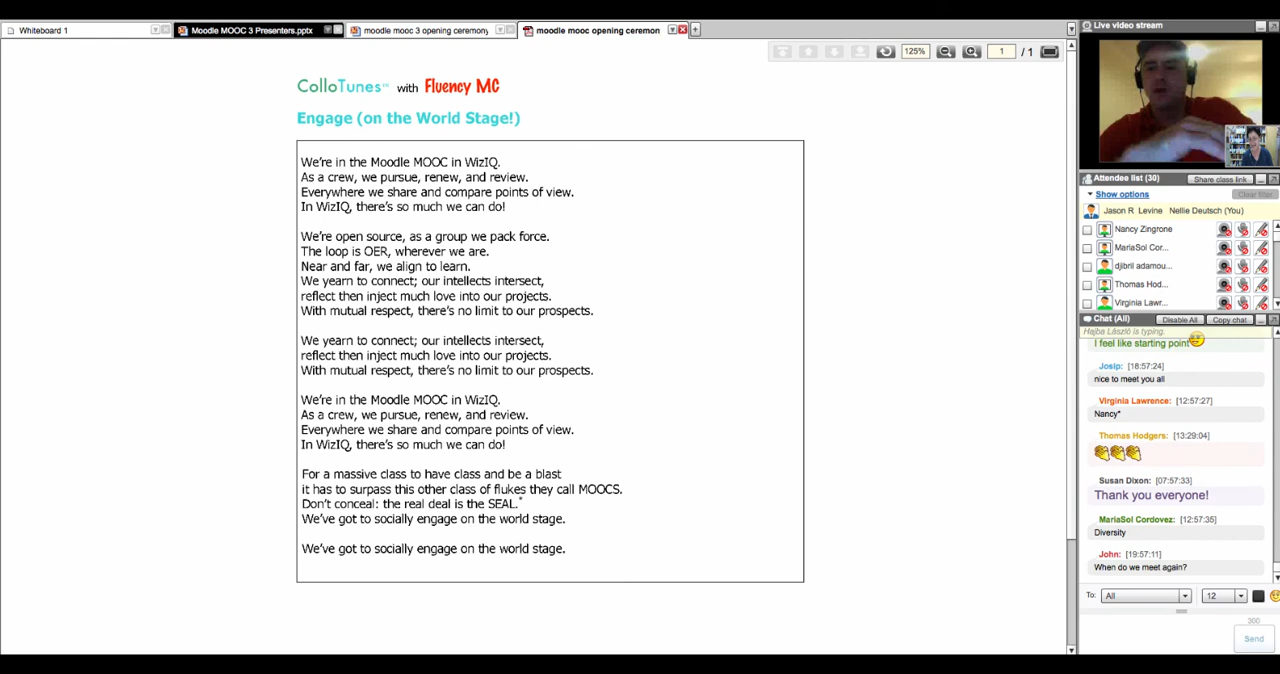 Whiteboard 1
Moodle MOOC 3 Presenters.pptx
moodle mooc 3 opening ceremony
moodle mooc opening ceremon
125%
1 / 1
ColloTunes™ with Fluency MC
Engage (on the World Stage!)
We're in the Moodle MOOC in WizIQ.
As a crew, we pursue, renew, and review.
Everywhere we share and compare points of view.
In WizIQ, there's so much we can do!
We're open source, as a group we pack force.
The loop is OER, wherever we are.
Near and far, we align to learn.
We yearn to connect; our intellects intersect,
reflect then inject much love into our projects.
With mutual respect, there's no limit to our prospects.
We yearn to connect; our intellects intersect,
reflect then inject much love into our projects.
With mutual respect, there's no limit to our prospects.
We're in the Moodle MOOC in WizIQ.
As a crew, we pursue, renew, and review.
Everywhere we share and compare points of view.
In WizIQ, there's so much we can do!
For a massive class to have class and be a blast
it has to surpass this other class of flukes they call MOOCS.
Don't conceal: the real deal is the SEAL.*
We've got to socially engage on the world stage.
We've got to socially engage on the world stage.
Live video stream
Attendee list (30)
Share class link
Show options
Clear filter
Jason R Levine Nellie Deutsch (You)
Nancy Zingrone
MariaSol Cor...
djibril adamou...
Thomas Hod...
Virginia Lawr...
Chat (All)
Disable All
Copy chat
Hajba László is typing.
I feel like starting point
Josip: [18:57:24]
nice to meet you all
Virginia Lawrence: [12:57:27]
Nancy*
Thomas Hodgers: [13:29:04]
Susan Dixon: [07:57:33]
Thank you everyone!
MariaSol Cordovez: [12:57:35]
Diversity
John: [19:57:11]
When do we meet again?
To: All 12
300
Send